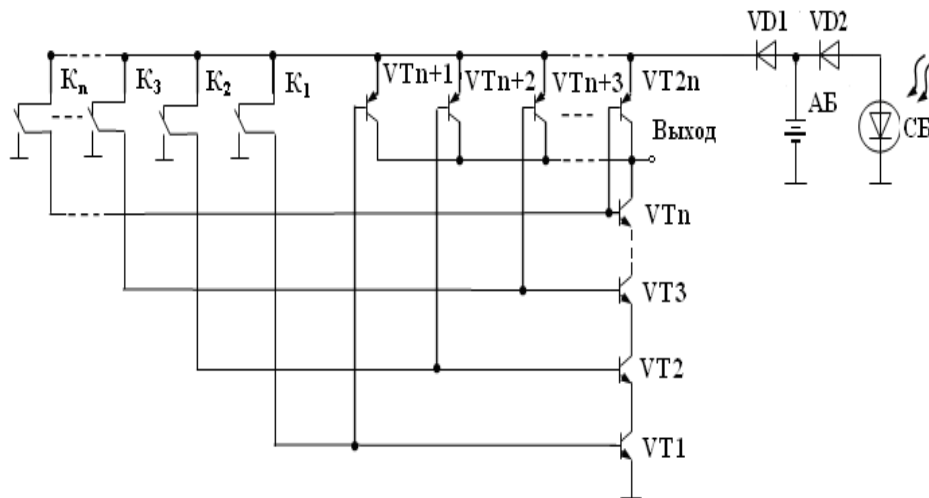 VD1 VD2
Kn K3 K2 K1
VTn+1 VTn+2 VTn+3 VT2n
АБ СБ
Выход
VTn
VT3
VT2
VT1